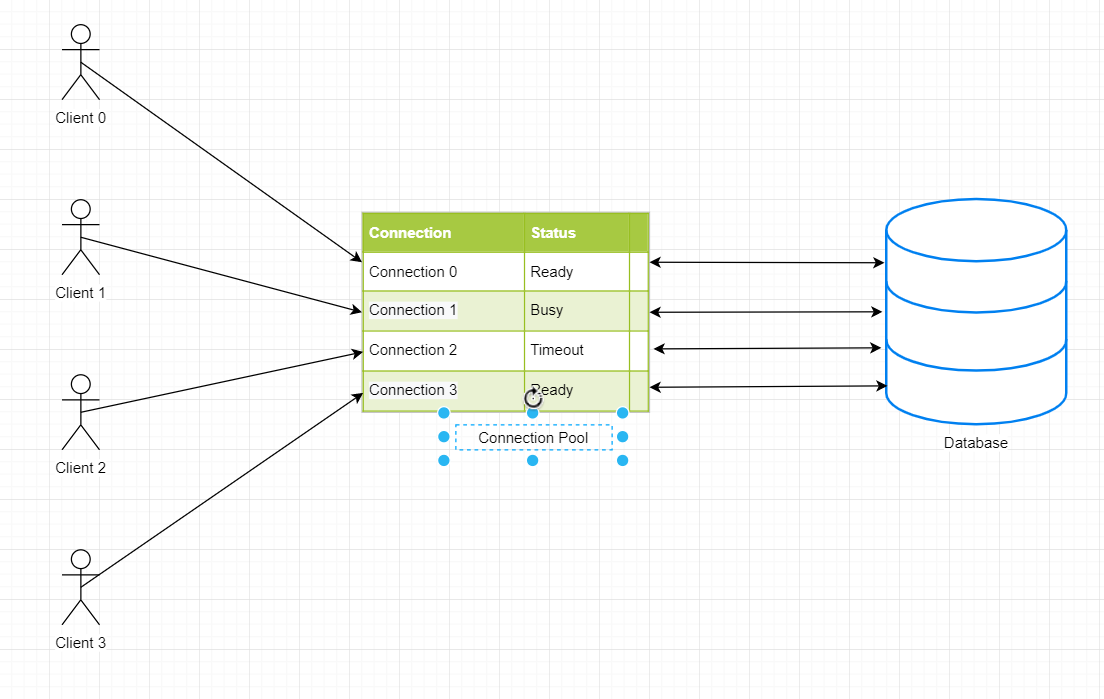 Client 0
Client 1
Client 2
Client 3
Connection Status
Connection 0 Ready
Connection 1 Busy
Connection 2 Timeout
Connection 3 Ready
Connection Pool
Database